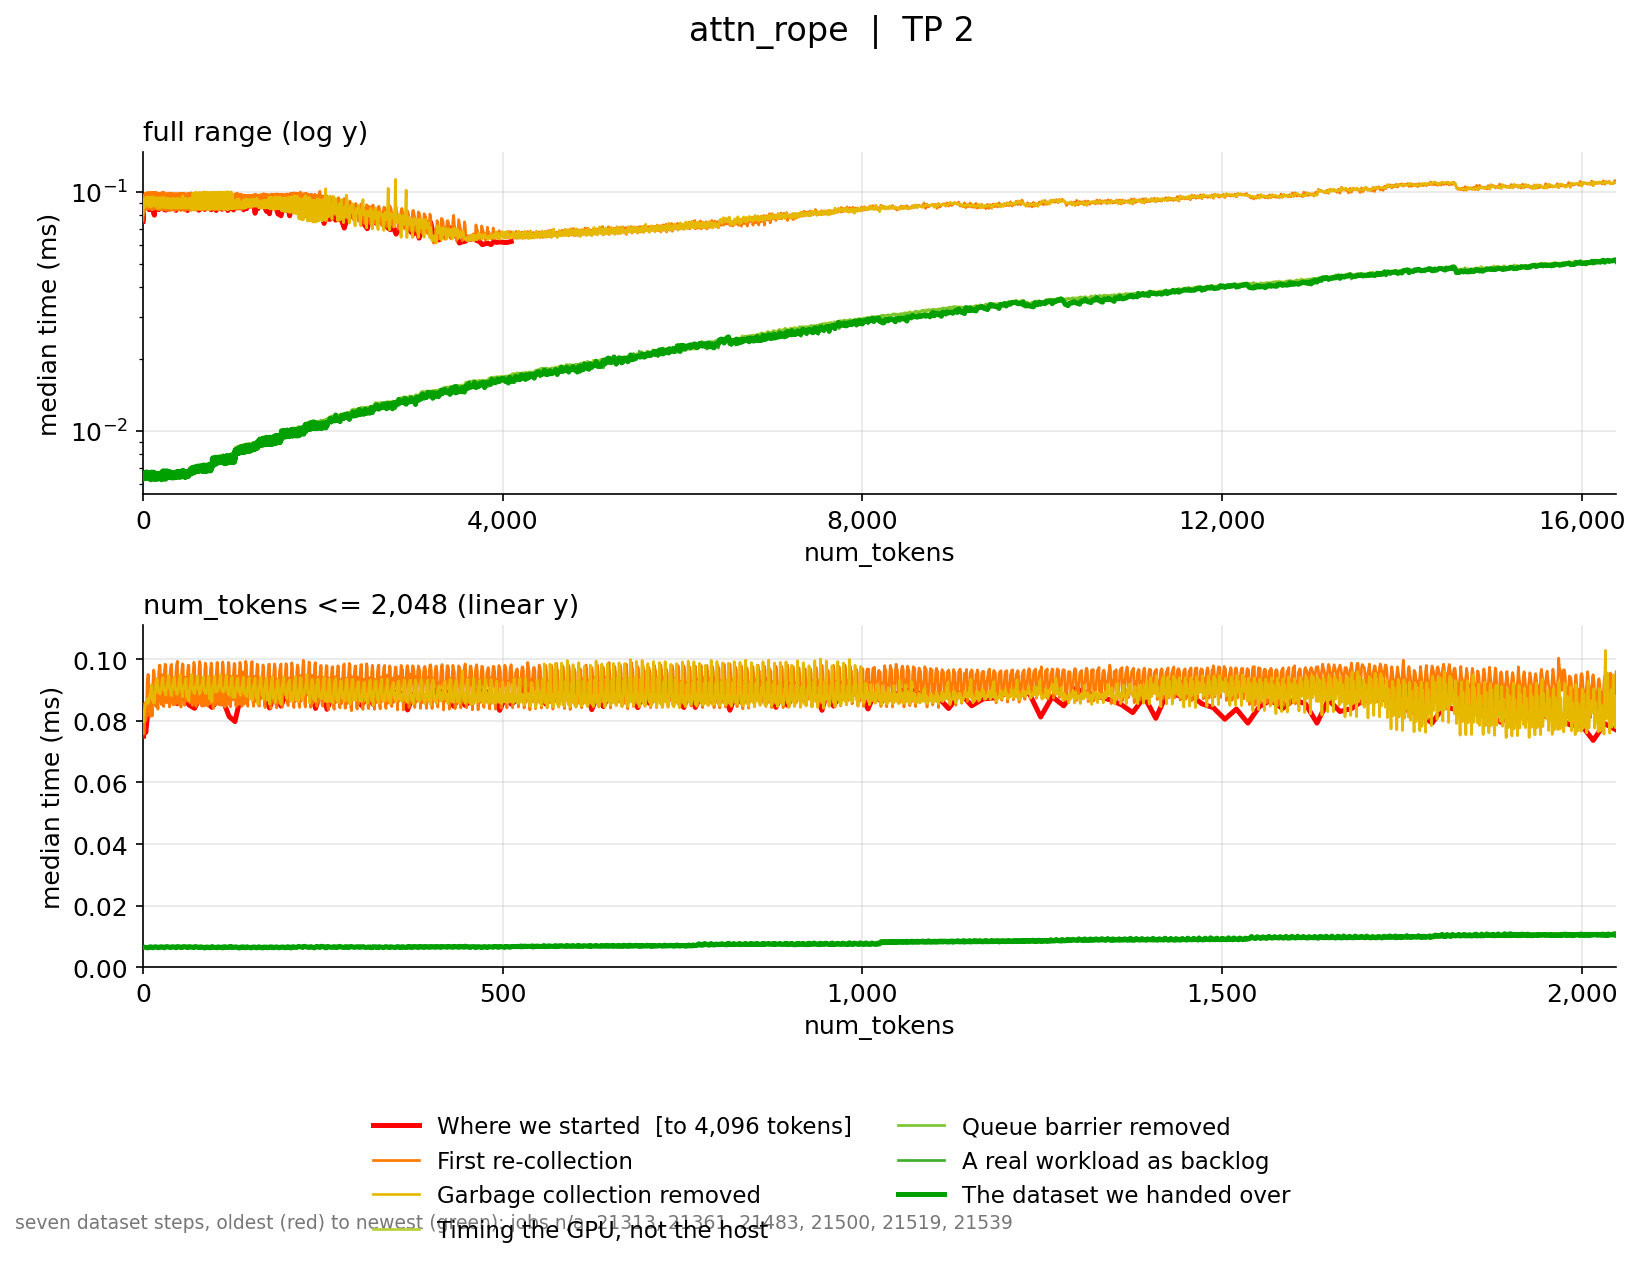 attn_rope | TP 2
full range (log y)
median time (ms)
10⁻¹
10⁻²
0
4,000
8,000
12,000
16,000
num_tokens
num_tokens <= 2,048 (linear y)
median time (ms)
0.10
0.08
0.06
0.04
0.02
0.00
0
500
1,000
1,500
2,000
num_tokens
Where we started [to 4,096 tokens]
First re-collection
Garbage collection removed
Timing the GPU, not the host
Queue barrier removed
A real workload as backlog
The dataset we handed over
seven dataset steps, oldest (red) to newest (green); jobs n/a, 21313, 21361, 21483, 21500, 21519, 21539